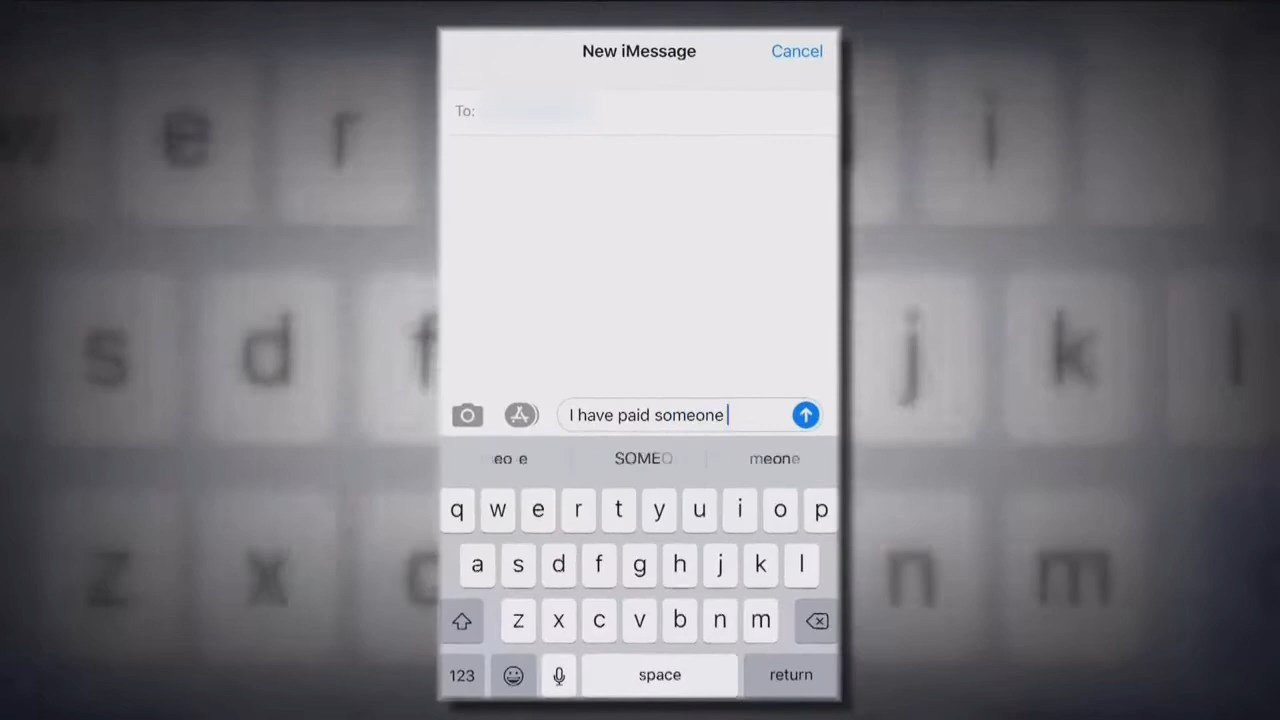 New iMessage Cancel
To:
I have paid someone
SOMEO meone
q w e r t y u i o p
a s d f g h j k l
z x c v b n m
123 space return
w e r i
s d f j k l
z x c n m